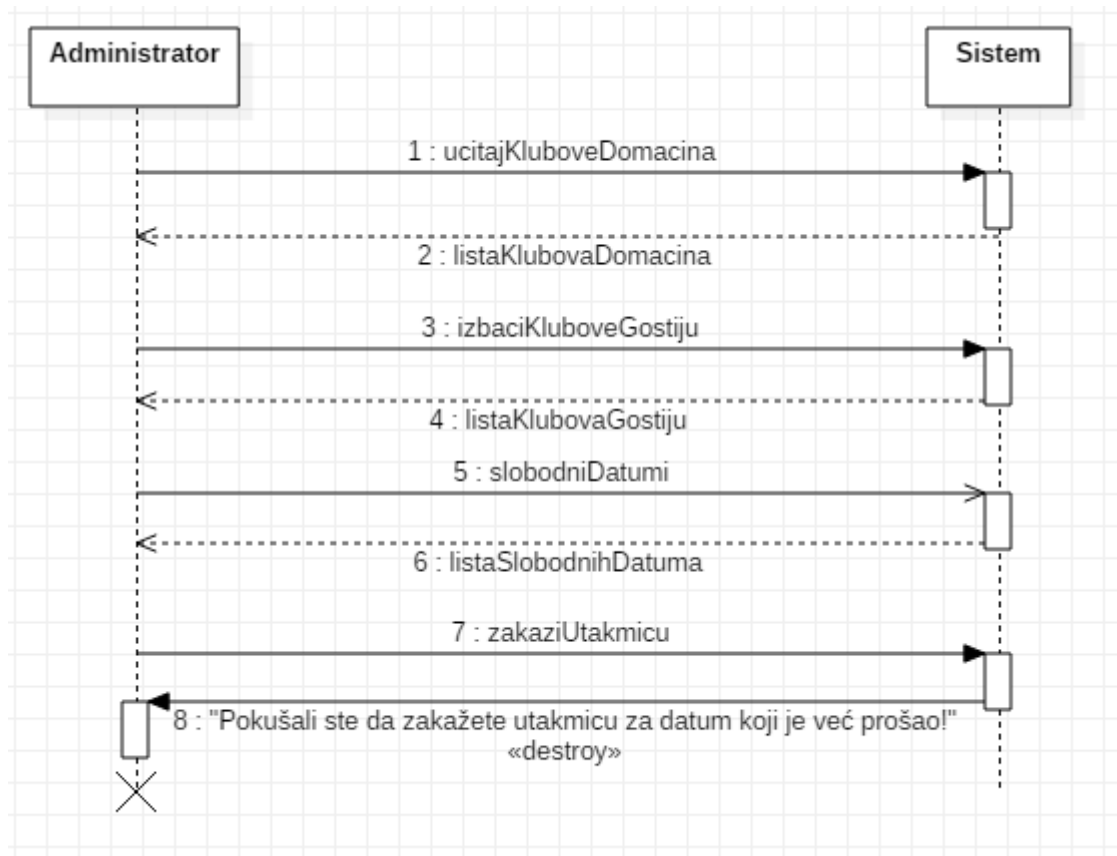 Administrator
Sistem
1 : ucitajKluboveDomacina
2 : listaKlubovaDomacina
3 : izbaciKluboveGostiju
4 : listaKlubovaGostiju
5 : slobodniDatumi
6 : listaSlobodnihDatuma
7 : zakaziUtakmicu
8 : "Pokušali ste da zakažete utakmicu za datum koji je već prošao!"
«destroy»